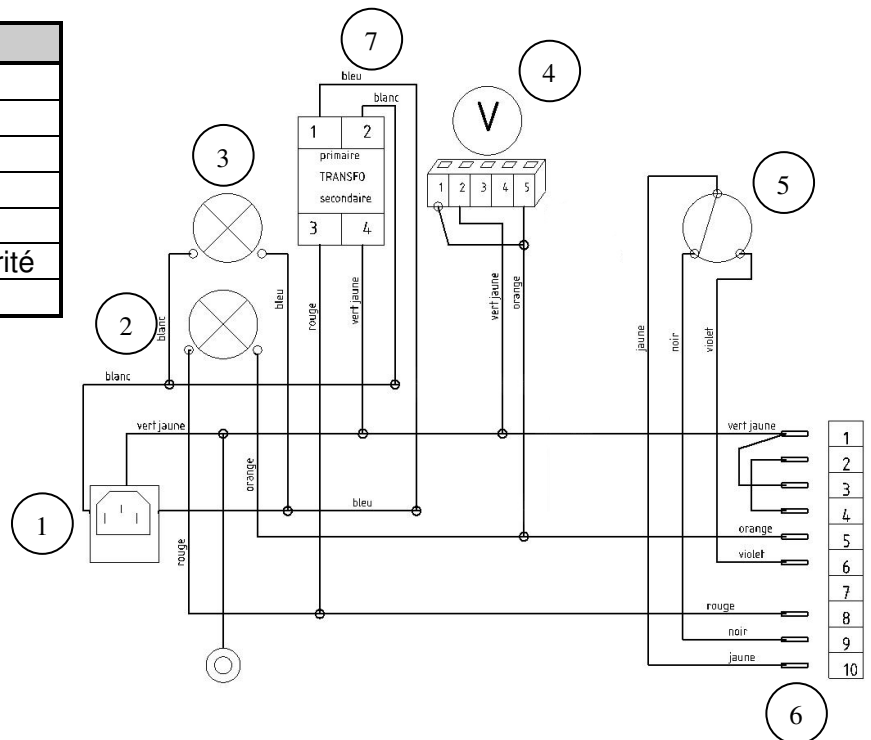 rité
7
bleu
blanc
4
V
1 2
primaire
TRANSFO
secondaire
3 4
3
1 2 3 4 5
5
2
blanc
bleu
rouge
vert jaune
vert jaune
orange
jaune
noir
violet
blanc
vert jaune
vert jaune
1
2
3
4
orange
5
violet
6
7
rouge
8
noir
9
jaune
10
orange
bleu
1
rouge
6